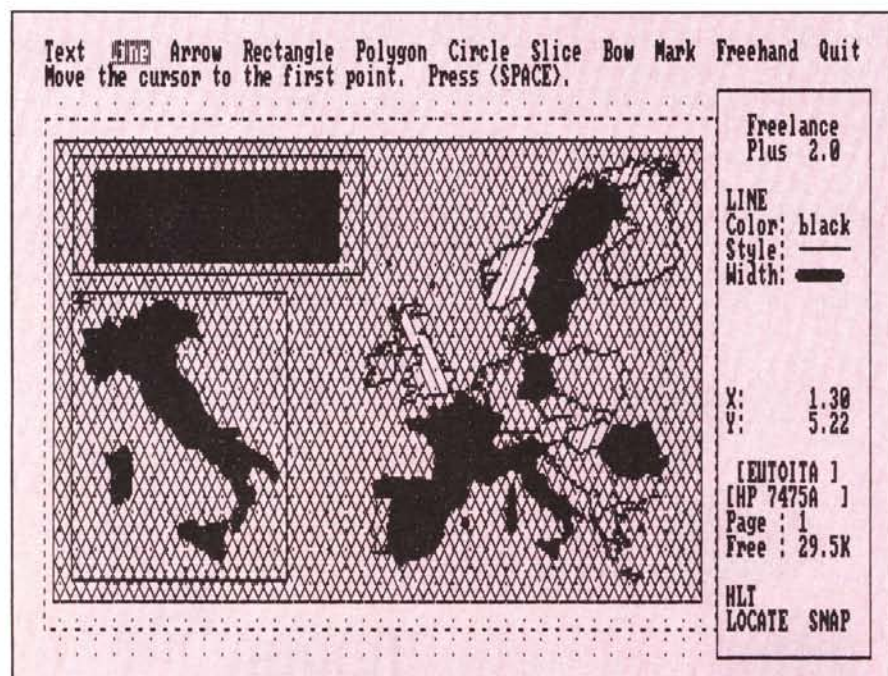 Text Line Arrow Rectangle Polygon Circle Slice Bow Mark Freehand Quit
Move the cursor to the first point. Press <SPACE>.
Freelance
Plus 2.0
LINE
Color: black
Style:
Width:
X: 1.30
Y: 5.22
[EUTOITA ]
[HP 7475A ]
Page : 1
Free : 29.5K
HLT
LOCATE SNAP